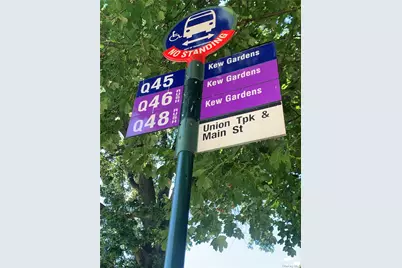 NO STANDING
Q45
Q46
Q48
Kew Gardens
Kew Gardens
Kew Gardens
Union Tpk &
Main St